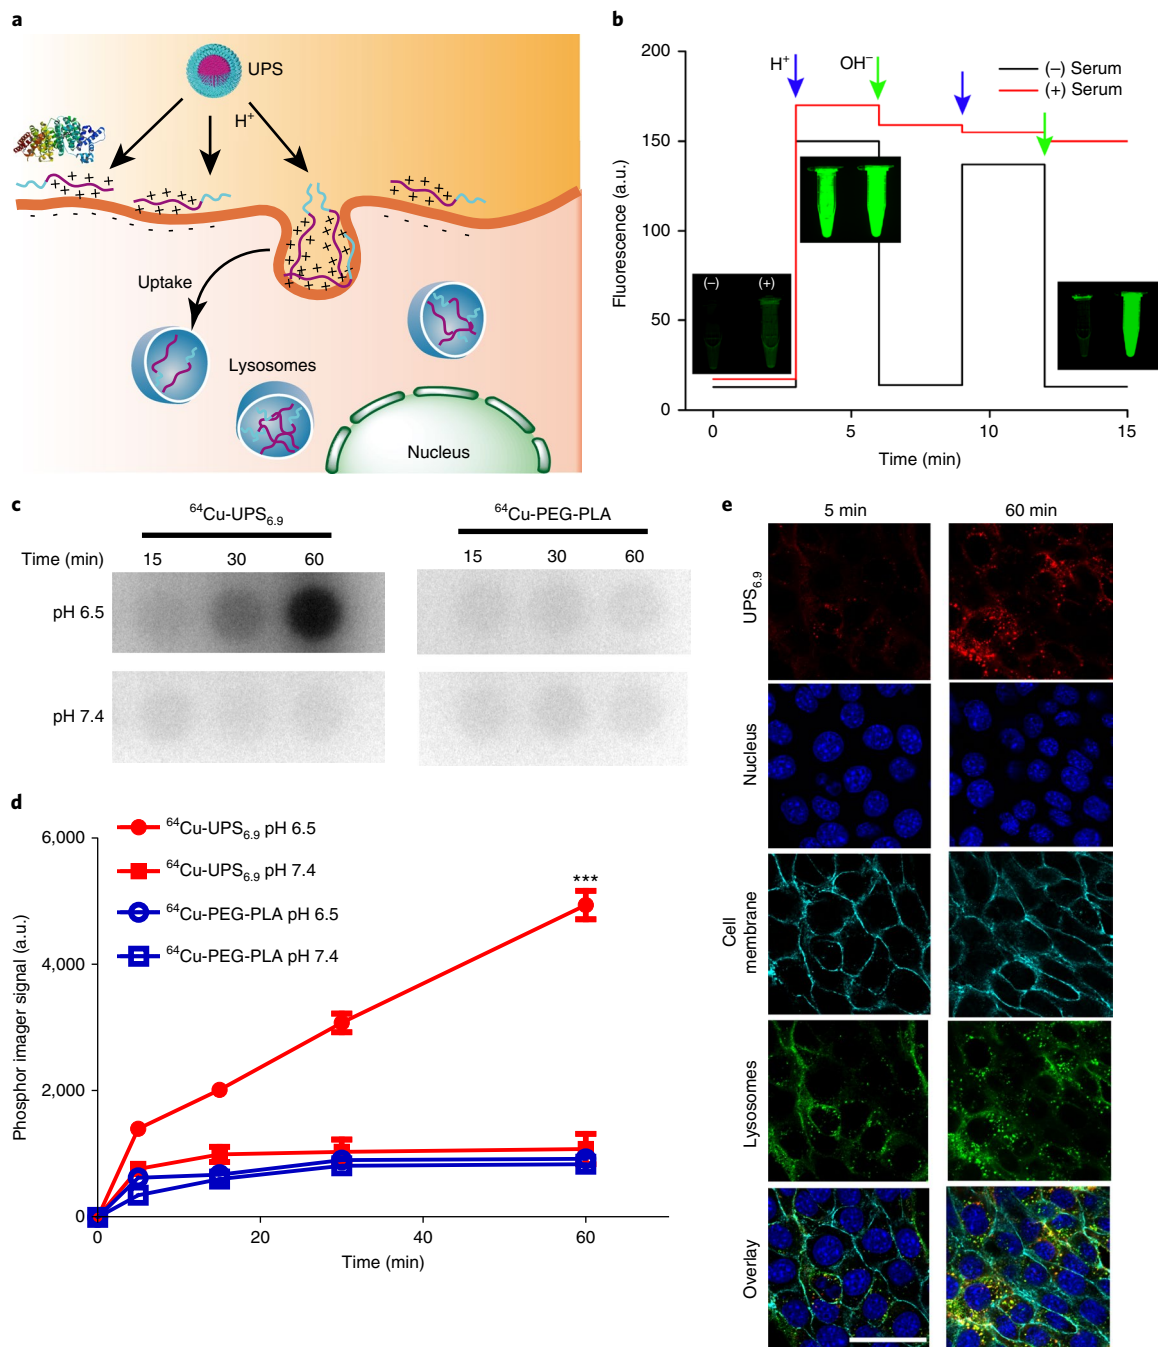 a
UPS
H⁺
Uptake
Lysosomes
Nucleus
b
200
150
100
50
0
Fluorescence (a.u.)
H⁺
OH⁻
(–) Serum
(+) Serum
(–)
(+)
0
5
10
15
Time (min)
c
⁶⁴Cu-UPS₆.₉
⁶⁴Cu-PEG-PLA
Time (min)
15
30
60
15
30
60
pH 6.5
pH 7.4
d
6,000
4,000
2,000
0
Phosphor imager signal (a.u.)
⁶⁴Cu-UPS₆.₉ pH 6.5
⁶⁴Cu-UPS₆.₉ pH 7.4
⁶⁴Cu-PEG-PLA pH 6.5
⁶⁴Cu-PEG-PLA pH 7.4
***
0
20
40
60
Time (min)
e
5 min
60 min
UPS₆.₉
Nucleus
Cell
membrane
Lysosomes
Overlay